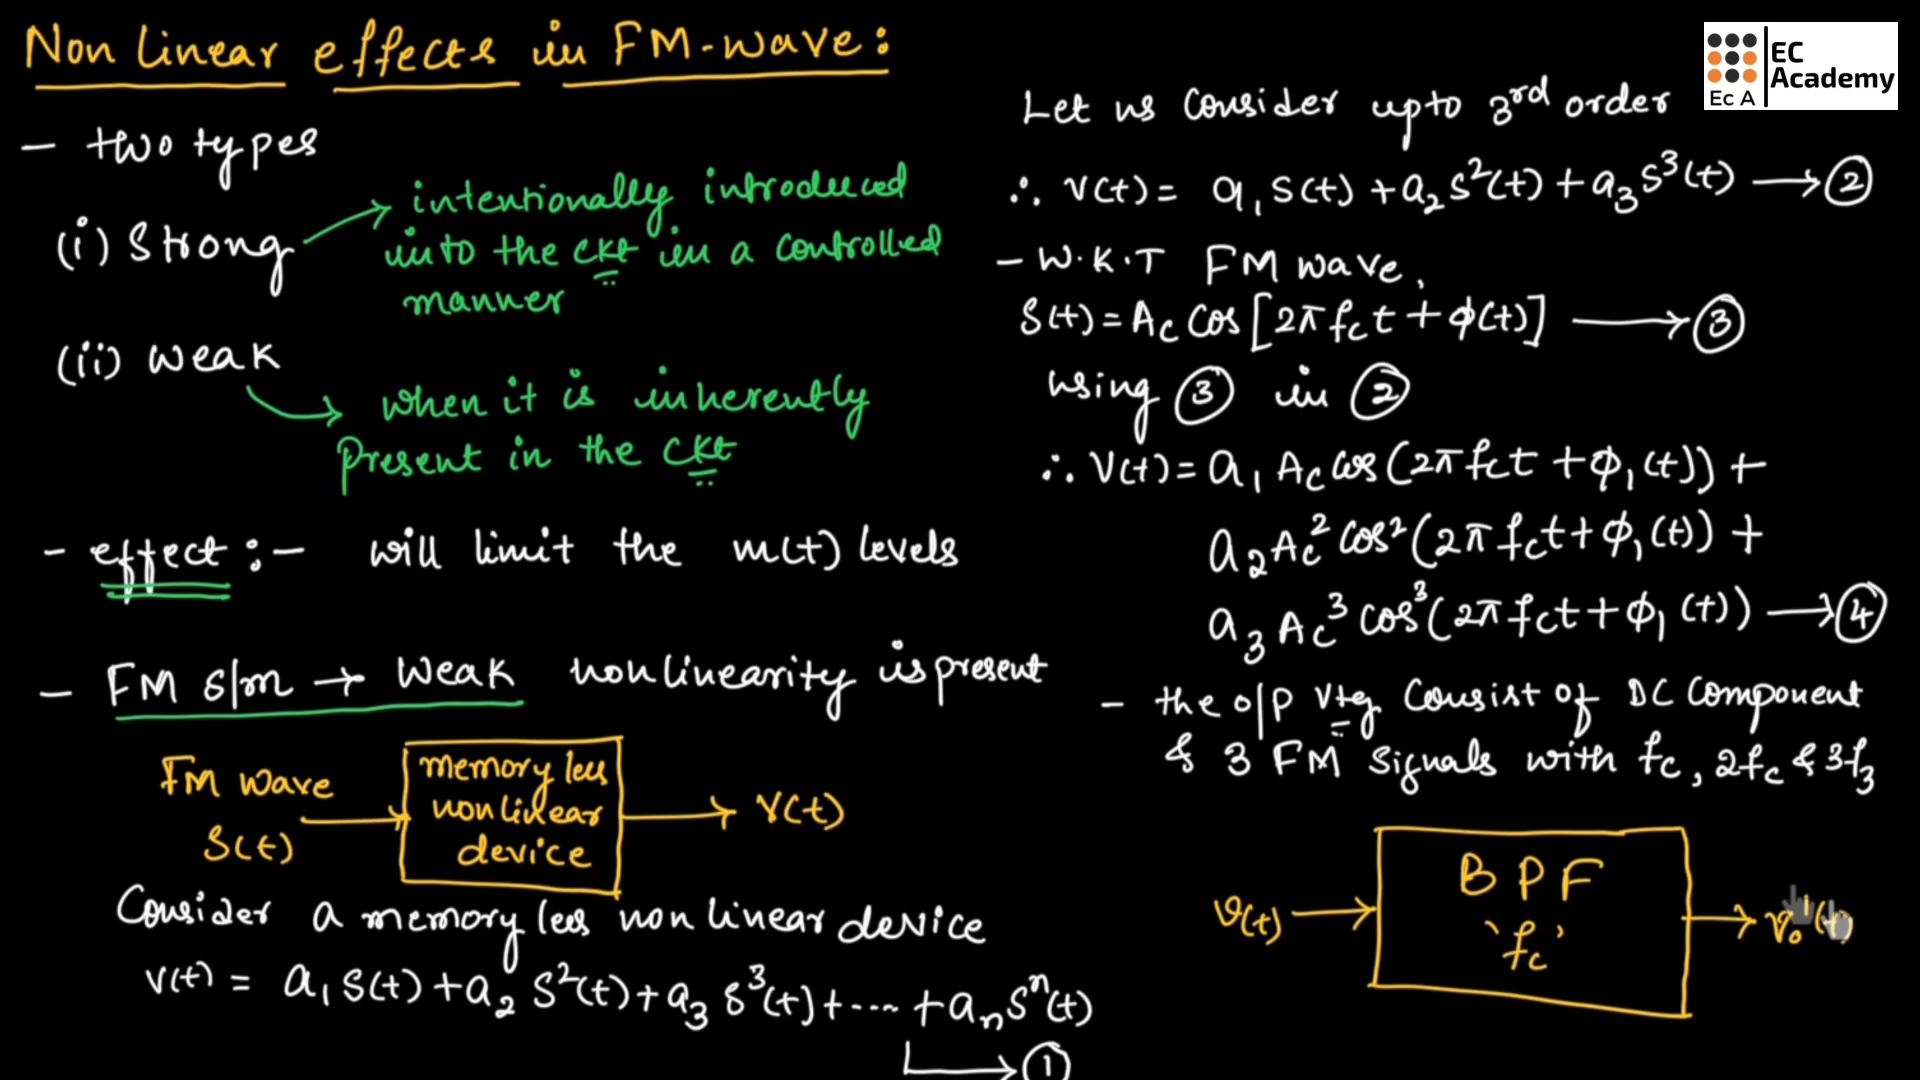 Non linear effects in FM-wave:
- two types
(i) Strong
intentionally introduced
into the ckt in a controlled
manner
(ii) weak
when it is inherently
present in the ckt
- effect :- will limit the m(t) levels
- FM s/m → weak nonlinearity is present
FM wave
S(t)
memory less
non linear
device
v(t)
Consider a memory less non linear device
v(t) = a₁ s(t) + a₂ s²(t) + a₃ s³(t) + ---- + aₙ sⁿ(t)
→ ①
EC
Academy
Ec A
Let us Consider upto 3rd order
∴ v(t) = a₁ s(t) + a₂ s²(t) + a₃ s³(t) → ②
- W.K.T FM wave,
S(t) = Ac cos [2π fc t + φ(t)] → ③
using ③ in ②
∴ V(t) = a₁ Ac cos (2π fc t + φ₁(t)) +
a₂ Ac² cos² (2π fc t + φ₁(t)) +
a₃ Ac³ cos³ (2π fc t + φ₁(t)) → ④
- the o/p vtg Consist of DC Component
& 3 FM signals with fc, 2fc & 3f₃
v(t)
BPF
'fc'